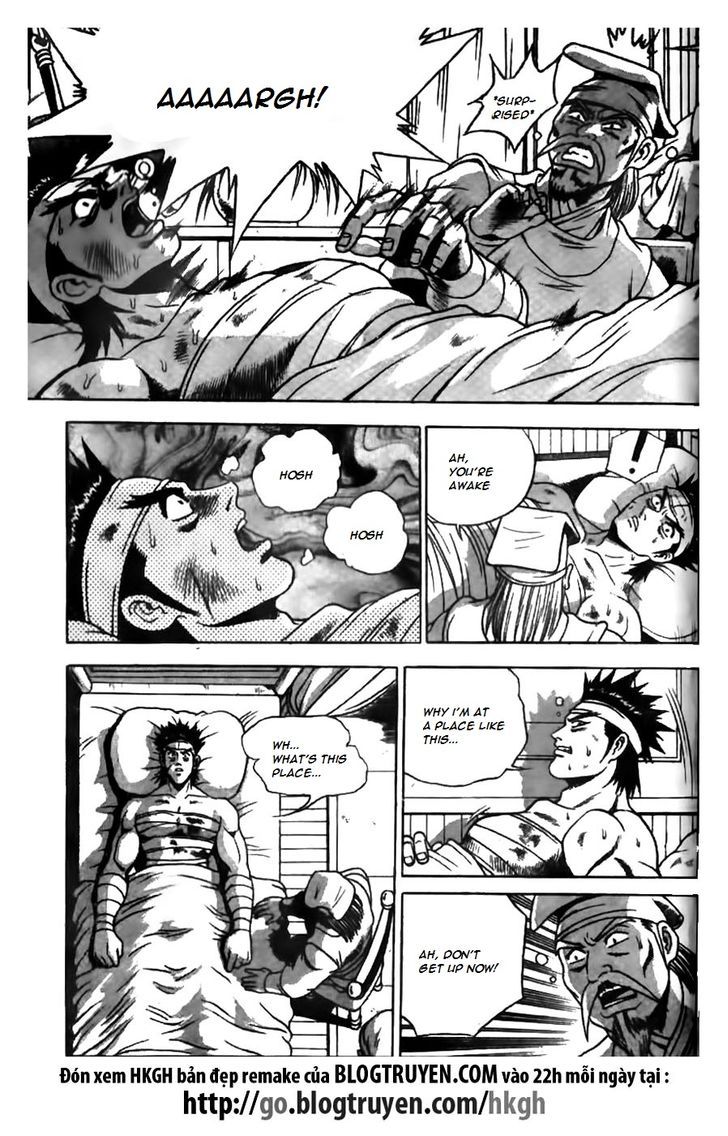 AAAAARGH!
*SURP-
RISED*
HOSH
HOSH
AH,
YOU'RE
AWAKE
!
WH...
WHAT'S THIS
PLACE...
WHY I'M AT
A PLACE LIKE
THIS...
AH, DON'T
GET UP NOW!
Đón xem HKGH bản đẹp remake của BLOGTRUYEN.COM vào 22h mỗi ngày tại :
http://go.blogtruyen.com/hkgh